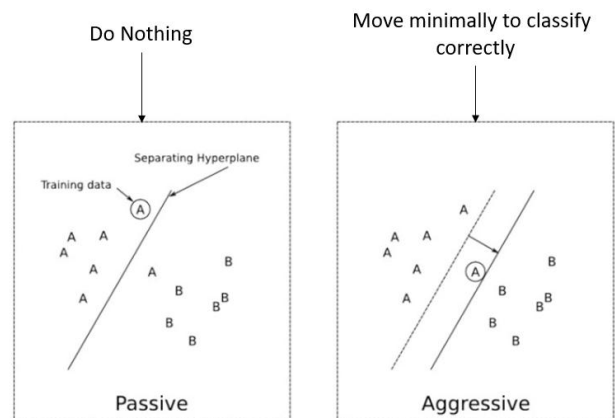 Do Nothing
Move minimally to classify
correctly
Separating Hyperplane
Training data
A
A
A
A
A
A
A
B
B
B
B
B
B
Passive
A
A
A
A
A
A
A
B
B
B
B
B
B
Aggressive